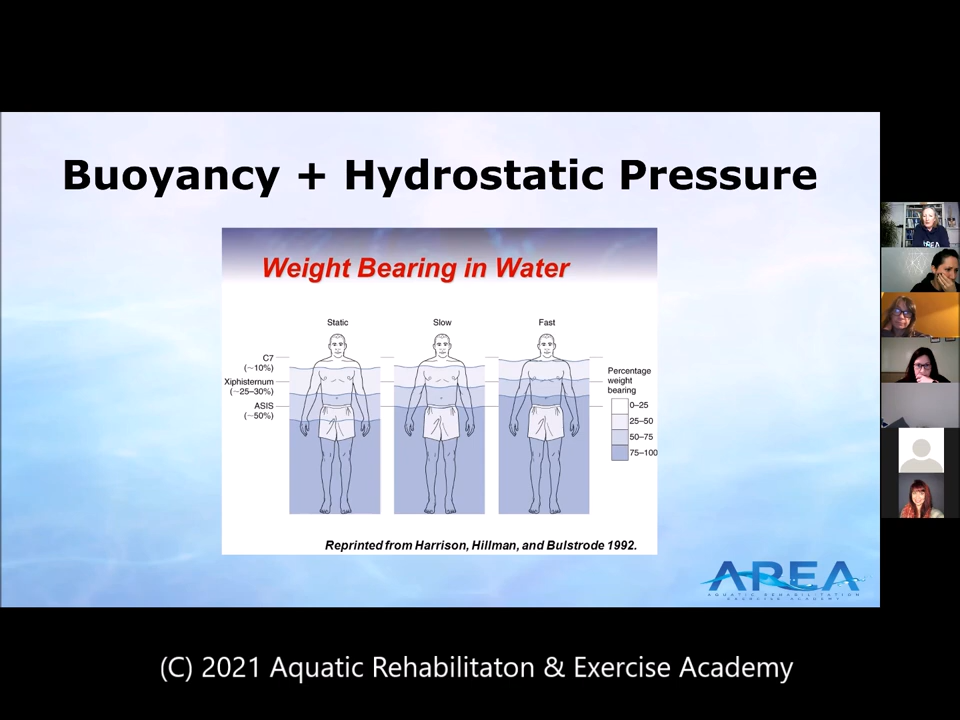 Buoyancy + Hydrostatic Pressure
Weight Bearing in Water
Static
Slow
Fast
C7
(~10%)
Xiphisternum
(~25–30%)
ASIS
(~50%)
Percentage
weight
bearing
0–25
25–50
50–75
75–100
Reprinted from Harrison, Hillman, and Bulstrode 1992.
AREA
AQUATIC REHABILITATION
EXERCISE ACADEMY
(C) 2021 Aquatic Rehabilitaton & Exercise Academy